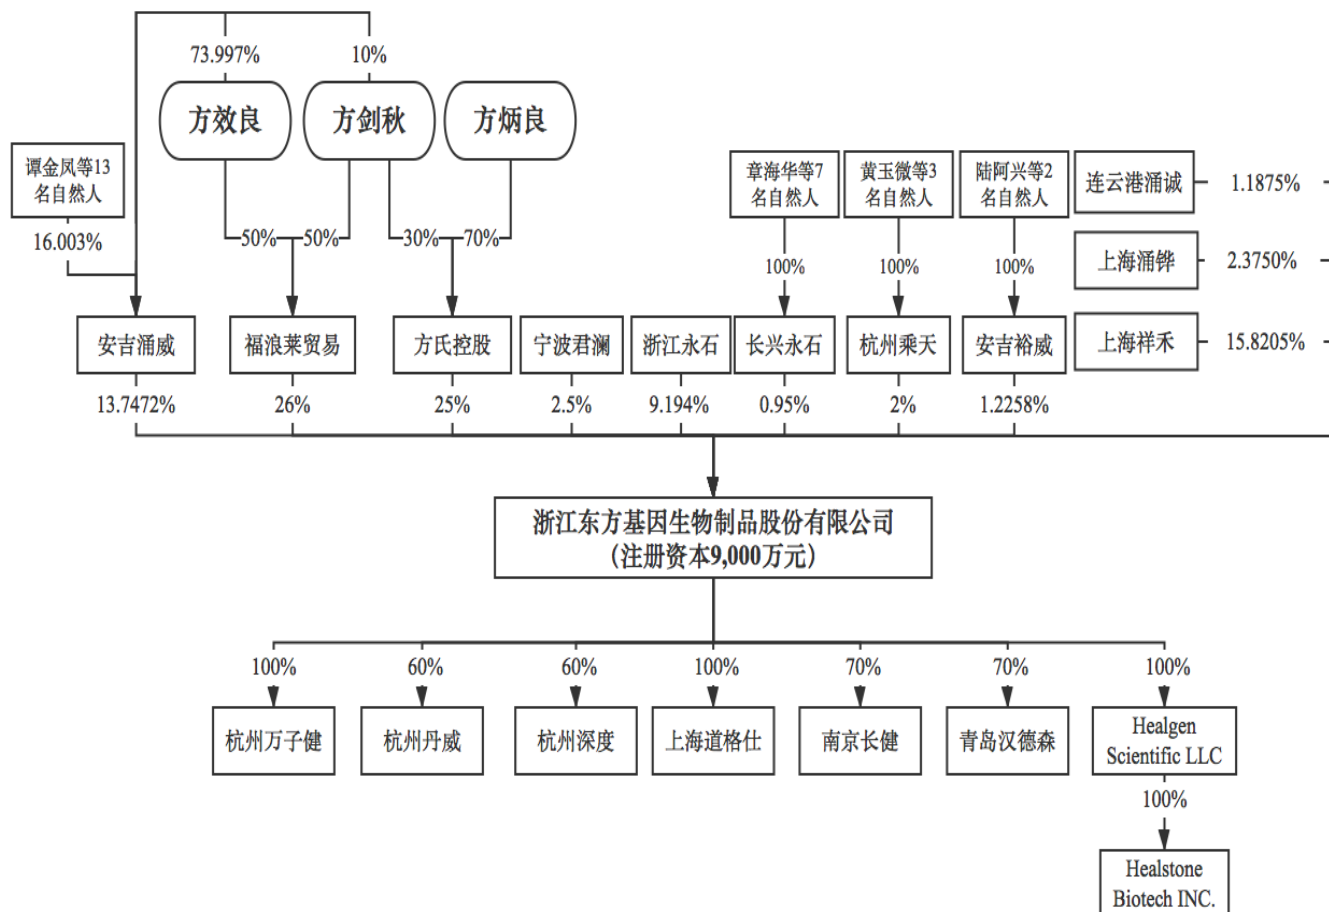 73.997%
10%
方效良
方剑秋
方炳良
谭金凤等13
名自然人
章海华等7
名自然人
黄玉微等3
名自然人
陆阿兴等2
名自然人
连云港涌诚
1.1875%
16.003%
50%
50%
30%
70%
100%
100%
100%
上海涌铧
2.3750%
安吉涌威
福浪莱贸易
方氏控股
宁波君澜
浙江永石
长兴永石
杭州乘天
安吉裕威
上海祥禾
15.8205%
13.7472%
26%
25%
2.5%
9.194%
0.95%
2%
1.2258%
浙江东方基因生物制品股份有限公司
（注册资本9,000万元）
100%
60%
60%
100%
70%
70%
100%
杭州万子健
杭州丹威
杭州深度
上海道格仕
南京长健
青岛汉德森
Healgen
Scientific LLC
100%
Healstone
Biotech INC.